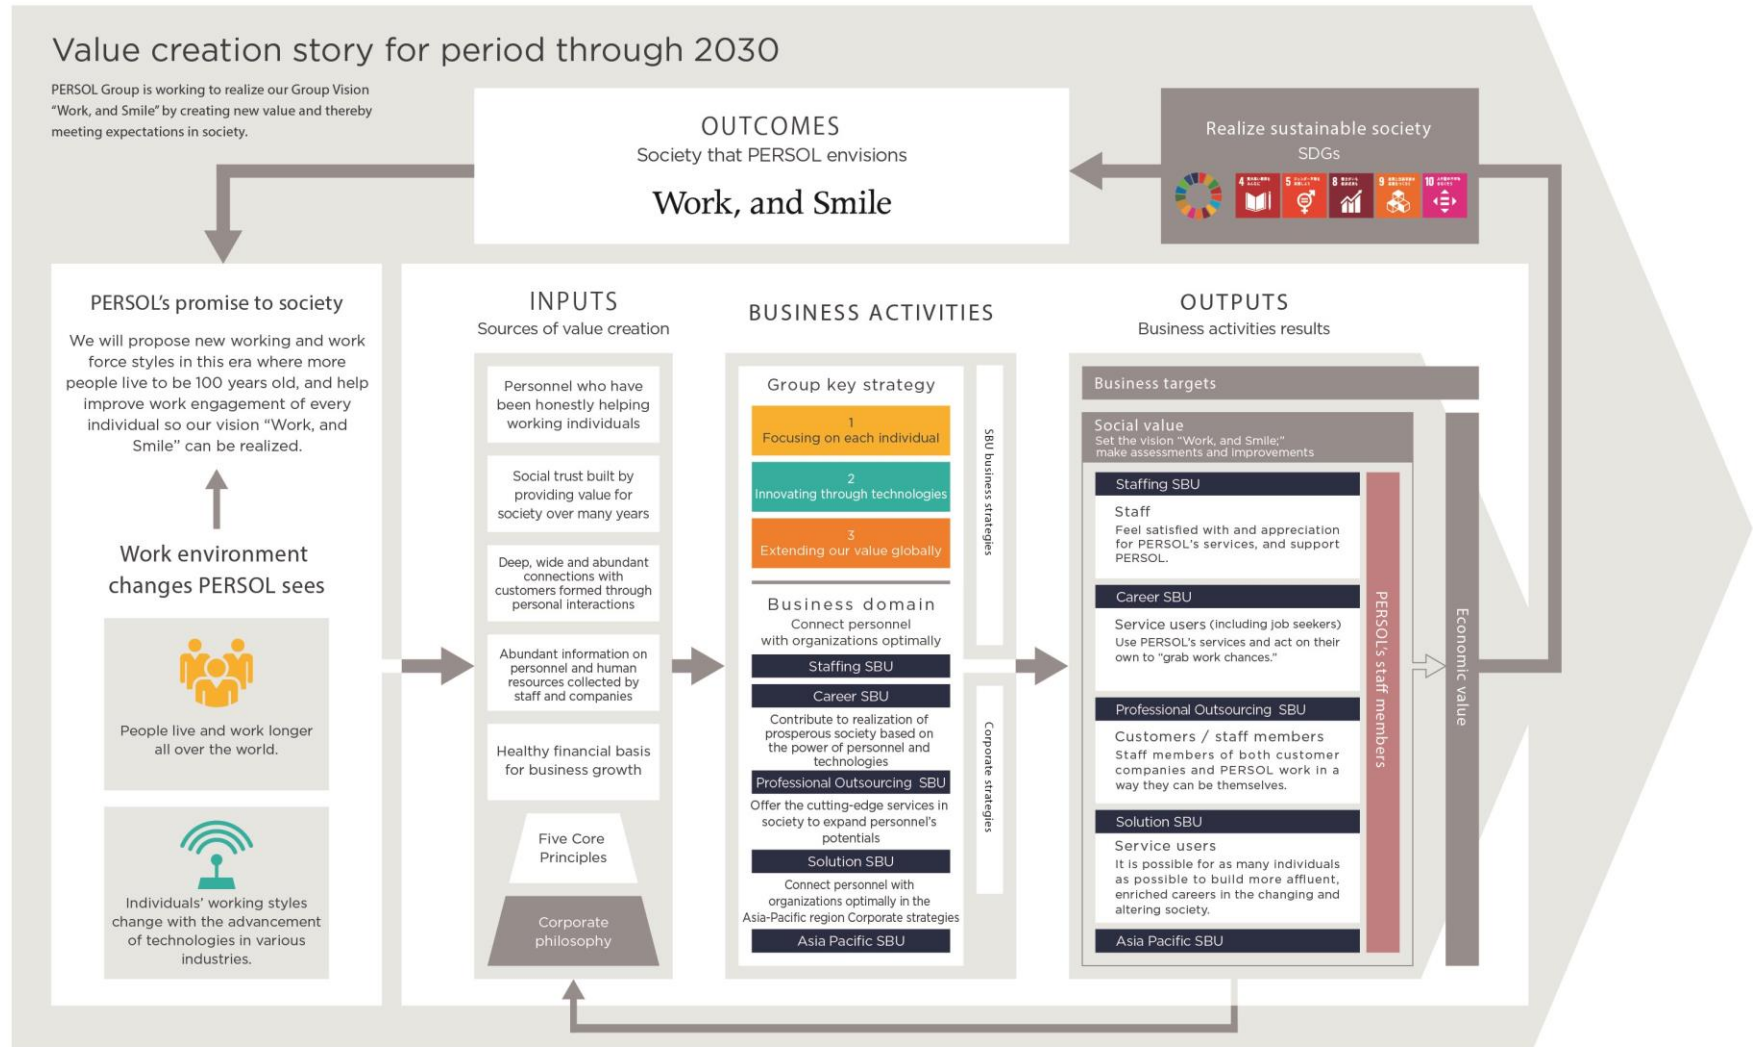 Value creation story for period through 2030
PERSOL Group is working to realize our Group Vision
“Work, and Smile” by creating new value and thereby
meeting expectations in society.
OUTCOMES
Society that PERSOL envisions
Work, and Smile
Realize sustainable society
SDGs
4
5
8
9
10
PERSOL’s promise to society
We will propose new working and work
force styles in this era where more
people live to be 100 years old, and help
improve work engagement of every
individual so our vision “Work, and
Smile” can be realized.
Work environment
changes PERSOL sees
People live and work longer
all over the world.
Individuals’ working styles
change with the advancement
of technologies in various
industries.
INPUTS
Sources of value creation
Personnel who have
been honestly helping
working individuals
Social trust built by
providing value for
society over many years
Deep, wide and abundant
connections with
customers formed through
personal interactions
Abundant information on
personnel and human
resources collected by
staff and companies
Healthy financial basis
for business growth
Five Core
Principles
Corporate
philosophy
BUSINESS ACTIVITIES
Group key strategy
1
Focusing on each individual
2
Innovating through technologies
3
Extending our value globally
Business domain
Connect personnel
with organizations optimally
Staffing SBU
Career SBU
Contribute to realization of
prosperous society based on
the power of personnel and
technologies
Professional Outsourcing SBU
Offer the cutting-edge services in
society to expand personnel’s
potentials
Solution SBU
Connect personnel with
organizations optimally in the
Asia-Pacific region Corporate strategies
Asia Pacific SBU
SBU business strategies
Corporate strategies
OUTPUTS
Business activities results
Business targets
Social value
Set the vision “Work, and Smile;”
make assessments and improvements
Staffing SBU
Staff
Feel satisfied with and appreciation
for PERSOL’s services, and support
PERSOL.
Career SBU
Service users (including job seekers)
Use PERSOL’s services and act on their
own to “grab work chances.”
Professional Outsourcing SBU
Customers / staff members
Staff members of both customer
companies and PERSOL work in a
way they can be themselves.
Solution SBU
Service users
It is possible for as many individuals
as possible to build more affluent,
enriched careers in the changing and
altering society.
Asia Pacific SBU
PERSOL’s staff members
Economic value